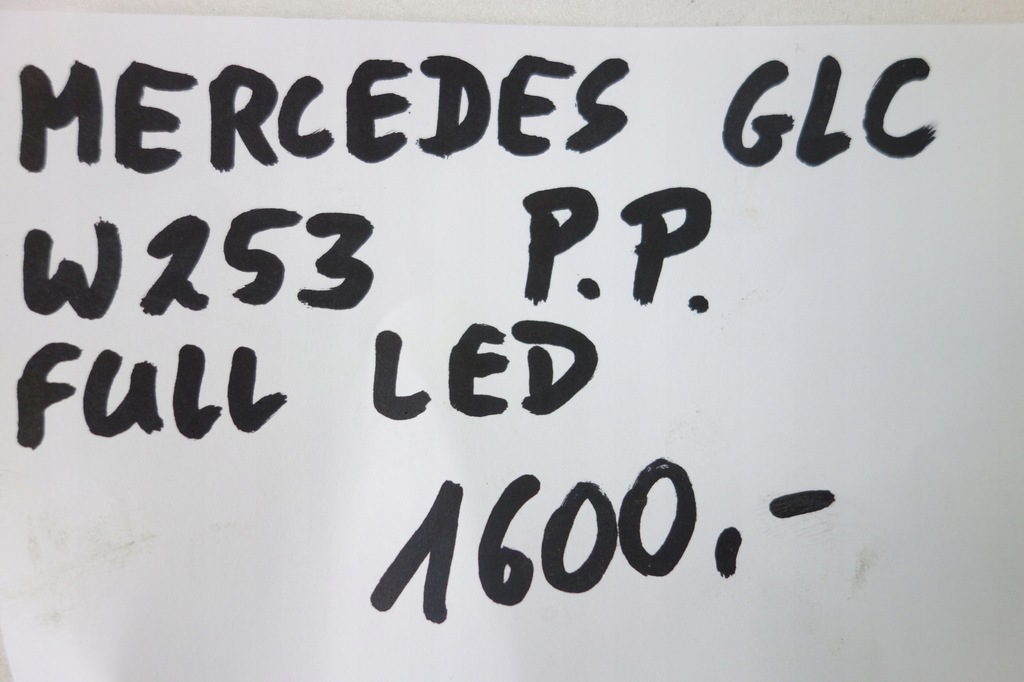 MERCEDES GLC
W253 P.P.
FULL LED
1600,-